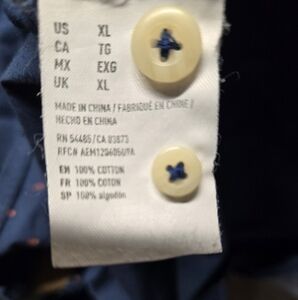 US XL
CA TG
MX EXG
UK XL
MADE IN CHINA / FABRIQUÉ EN CHINE /
HECHO EN CHINA
RN 54485 / CA 03873
RFC# AEM1204056U9A
EN 100% COTTON
FR 100% COTON
SP 100% algodón